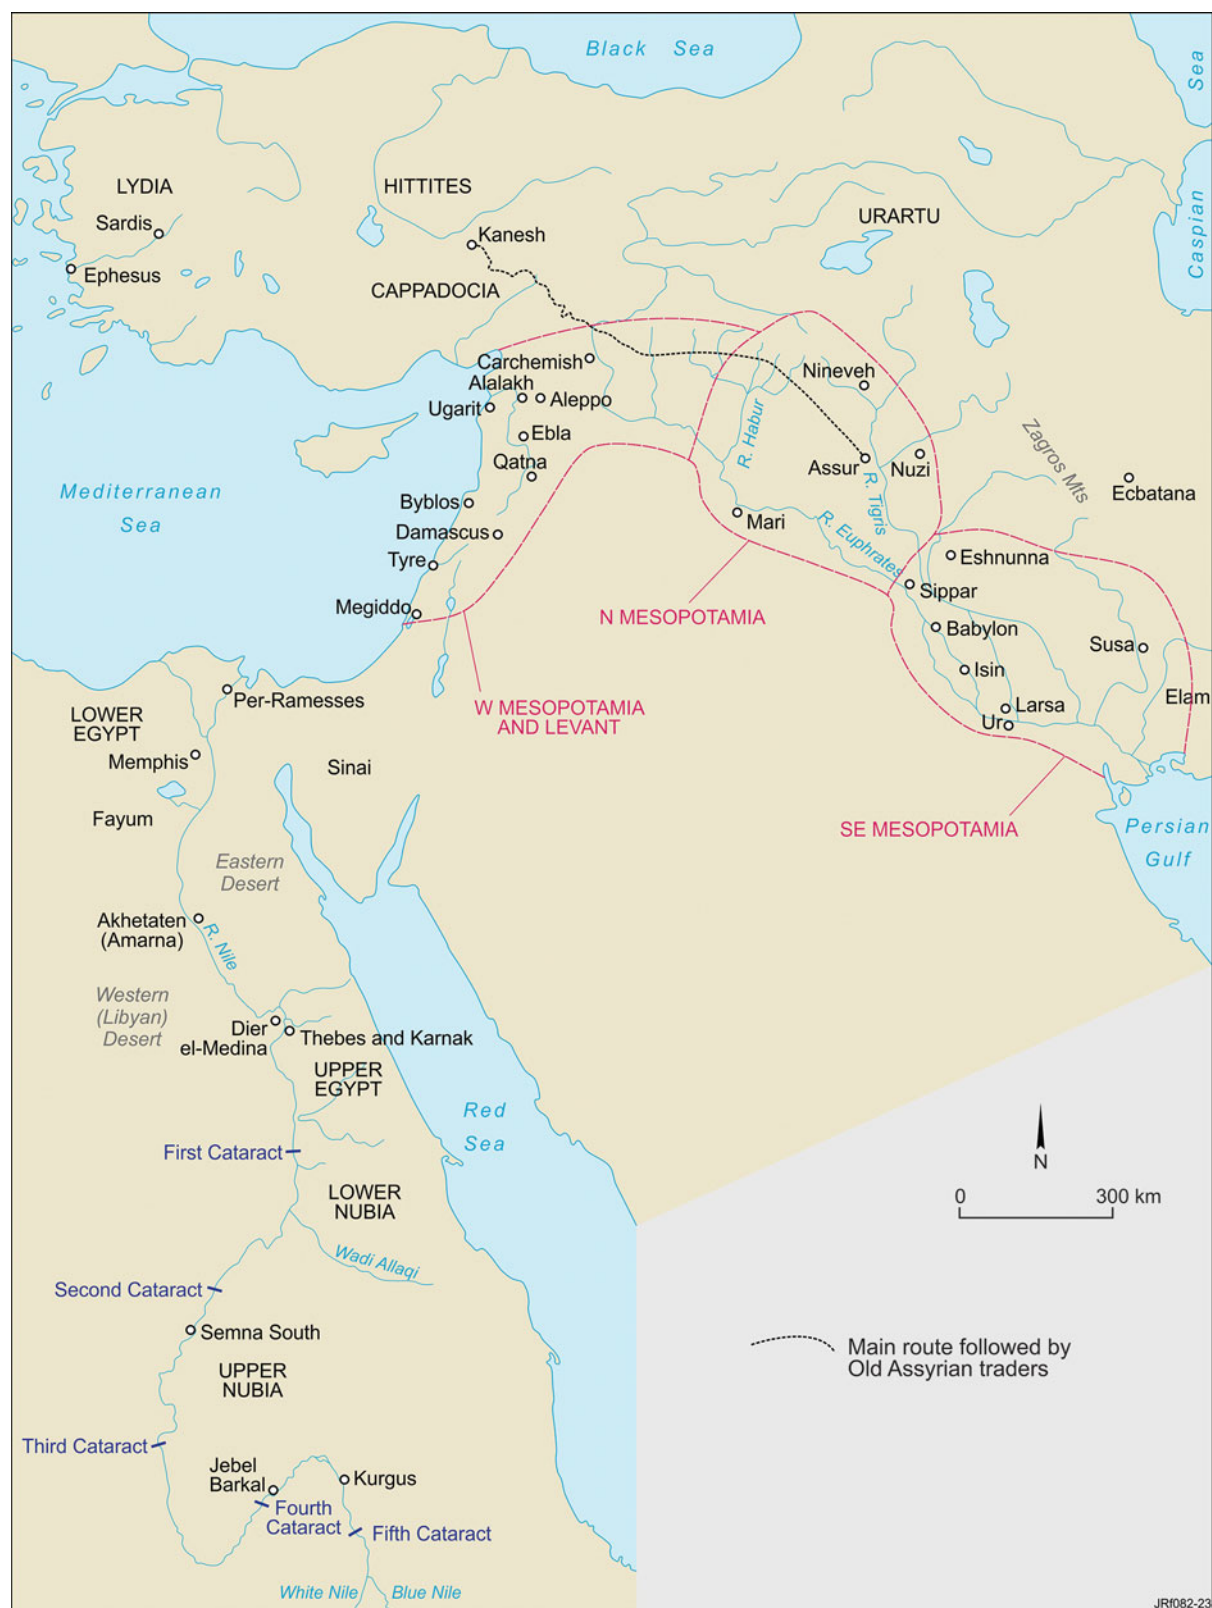 Black Sea
Sea
Caspian
LYDIA
HITTITES
Sardis
URARTU
Kanesh
Ephesus
CAPPADOCIA
Carchemish
Nineveh
Alalakh
Aleppo
Ugarit
R. Habur
Ebla
Qatna
Assur
Nuzi
Zagros Mts
Ecbatana
Mediterranean
Sea
Byblos
R. Tigris
Mari
R. Euphrates
Damascus
Tyre
Eshnunna
Sippar
Megiddo
N MESOPOTAMIA
Babylon
Susa
Isin
Per-Ramesses
Elam
LOWER
EGYPT
W MESOPOTAMIA
AND LEVANT
Larsa
Ur
Memphis
Sinai
Fayum
SE MESOPOTAMIA
Persian
Gulf
Eastern
Desert
Akhetaten
(Amarna)
R. Nile
Western
(Libyan)
Desert
Dier
el-Medina
Thebes and Karnak
UPPER
EGYPT
Red
Sea
First Cataract
N
LOWER
NUBIA
0 300 km
Wadi Allaqi
Second Cataract
Semna South
Main route followed by
Old Assyrian traders
UPPER
NUBIA
Third Cataract
Jebel
Barkal
Kurgus
Fourth
Cataract
Fifth Cataract
White Nile
Blue Nile
JRf082-23